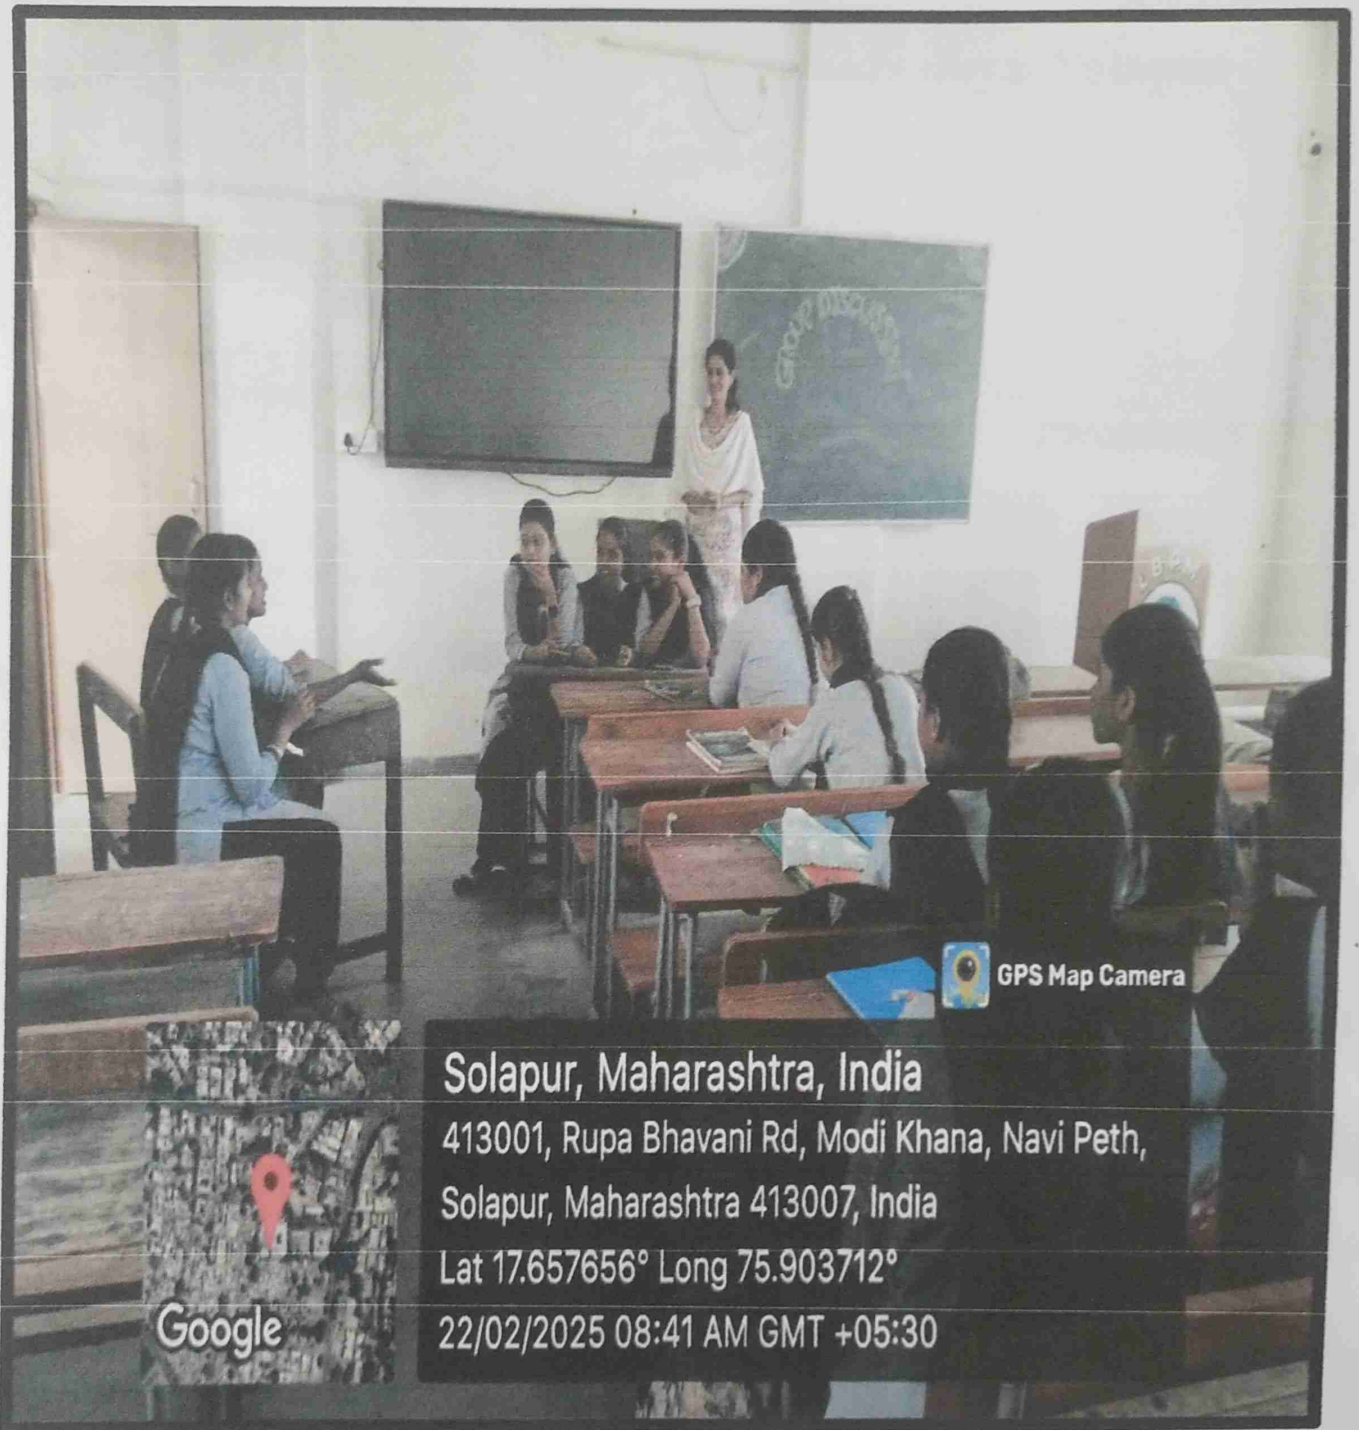 GROUP DISCUSSION
L B P M
GPS Map Camera
Solapur, Maharashtra, India
413001, Rupa Bhavani Rd, Modi Khana, Navi Peth,
Solapur, Maharashtra 413007, India
Lat 17.657656° Long 75.903712°
22/02/2025 08:41 AM GMT +05:30
Google